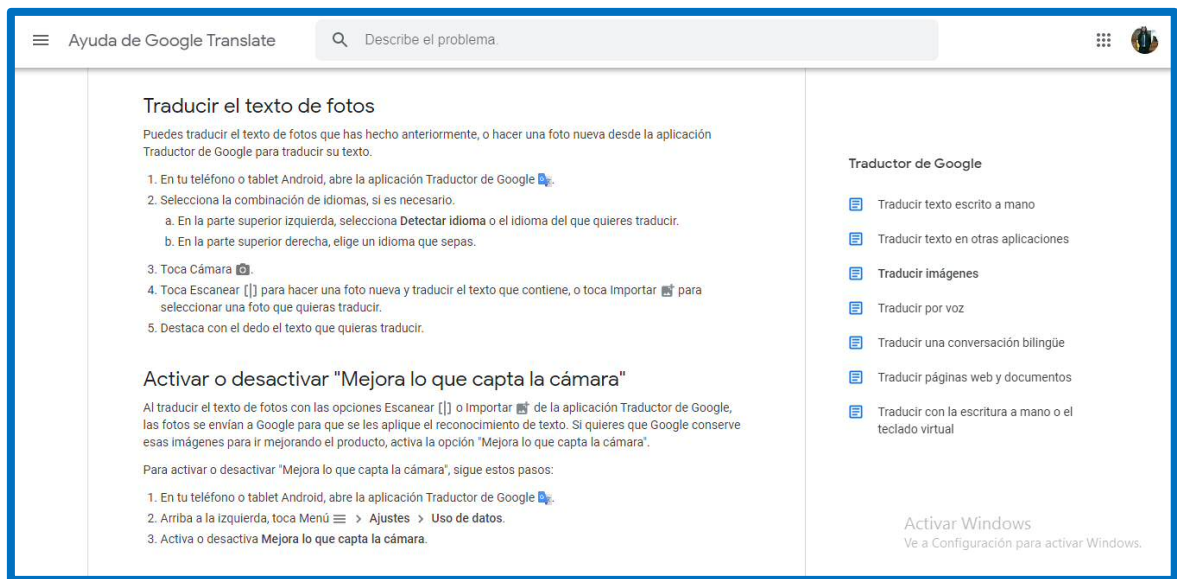 Ayuda de Google Translate
Describe el problema.
Traducir el texto de fotos
Puedes traducir el texto de fotos que has hecho anteriormente, o hacer una foto nueva desde la aplicación
Traductor de Google para traducir su texto.
1. En tu teléfono o tablet Android, abre la aplicación Traductor de Google.
2. Selecciona la combinación de idiomas, si es necesario.
a. En la parte superior izquierda, selecciona Detectar idioma o el idioma del que quieres traducir.
b. En la parte superior derecha, elige un idioma que sepas.
3. Toca Cámara.
4. Toca Escanear [|] para hacer una foto nueva y traducir el texto que contiene, o toca Importar para
seleccionar una foto que quieras traducir.
5. Destaca con el dedo el texto que quieras traducir.
Activar o desactivar "Mejora lo que capta la cámara"
Al traducir el texto de fotos con las opciones Escanear [|] o Importar de la aplicación Traductor de Google,
las fotos se envían a Google para que se les aplique el reconocimiento de texto. Si quieres que Google conserve
esas imágenes para ir mejorando el producto, activa la opción "Mejora lo que capta la cámara".
Para activar o desactivar "Mejora lo que capta la cámara", sigue estos pasos:
1. En tu teléfono o tablet Android, abre la aplicación Traductor de Google.
2. Arriba a la izquierda, toca Menú > Ajustes > Uso de datos.
3. Activa o desactiva Mejora lo que capta la cámara.
Traductor de Google
Traducir texto escrito a mano
Traducir texto en otras aplicaciones
Traducir imágenes
Traducir por voz
Traducir una conversación bilingüe
Traducir páginas web y documentos
Traducir con la escritura a mano o el
teclado virtual
Activar Windows
Ve a Configuración para activar Windows.